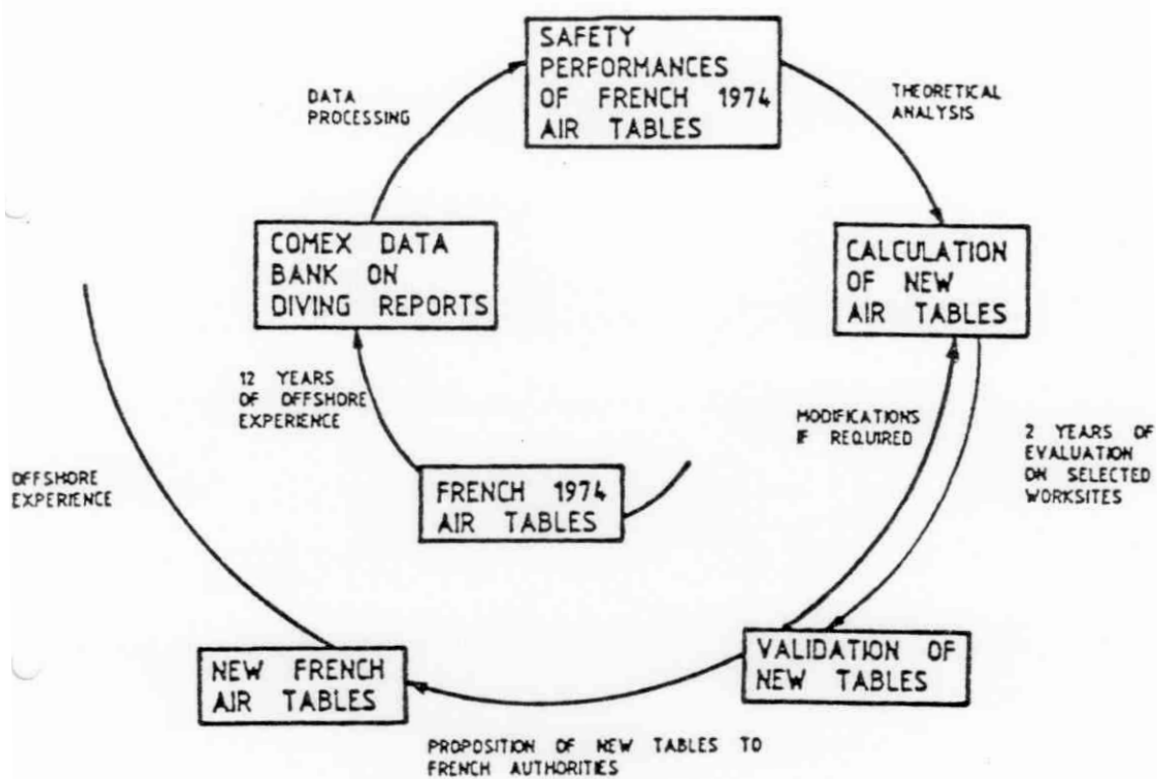 SAFETY
PERFORMANCES
OF FRENCH 1974
AIR TABLES
DATA
PROCESSING
THEORETICAL
ANALYSIS
COMEX DATA
BANK ON
DIVING REPORTS
CALCULATION
OF NEW
AIR TABLES
12 YEARS
OF OFFSHORE
EXPERIENCE
MODIFICATIONS
IF REQUIRED
2 YEARS OF
EVALUATION
ON SELECTED
WORKSITES
OFFSHORE
EXPERIENCE
FRENCH 1974
AIR TABLES
NEW FRENCH
AIR TABLES
VALIDATION OF
NEW TABLES
PROPOSITION OF NEW TABLES TO
FRENCH AUTHORITIES